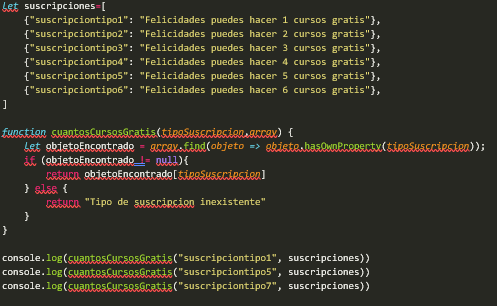 let suscripciones=[
    {"suscripciontipo1": "Felicidades puedes hacer 1 cursos gratis"},
    {"suscripciontipo2": "Felicidades puedes hacer 2 cursos gratis"},
    {"suscripciontipo3": "Felicidades puedes hacer 3 cursos gratis"},
    {"suscripciontipo4": "Felicidades puedes hacer 4 cursos gratis"},
    {"suscripciontipo5": "Felicidades puedes hacer 5 cursos gratis"},
    {"suscripciontipo6": "Felicidades puedes hacer 6 cursos gratis"},
]
function cuantosCursosGratis(tipoSuscripcion,array) {
    let objetoEncontrado = array.find(objeto => objeto.hasOwnProperty(tipoSuscripcion));
    if (objetoEncontrado != null){
        return objetoEncontrado[tipoSuscripcion]
    } else {
        return "Tipo de suscripcion inexistente"
    }
}
console.log(cuantosCursosGratis("suscripciontipo1", suscripciones))
console.log(cuantosCursosGratis("suscripciontipo5", suscripciones))
console.log(cuantosCursosGratis("suscripciontipo7", suscripciones))